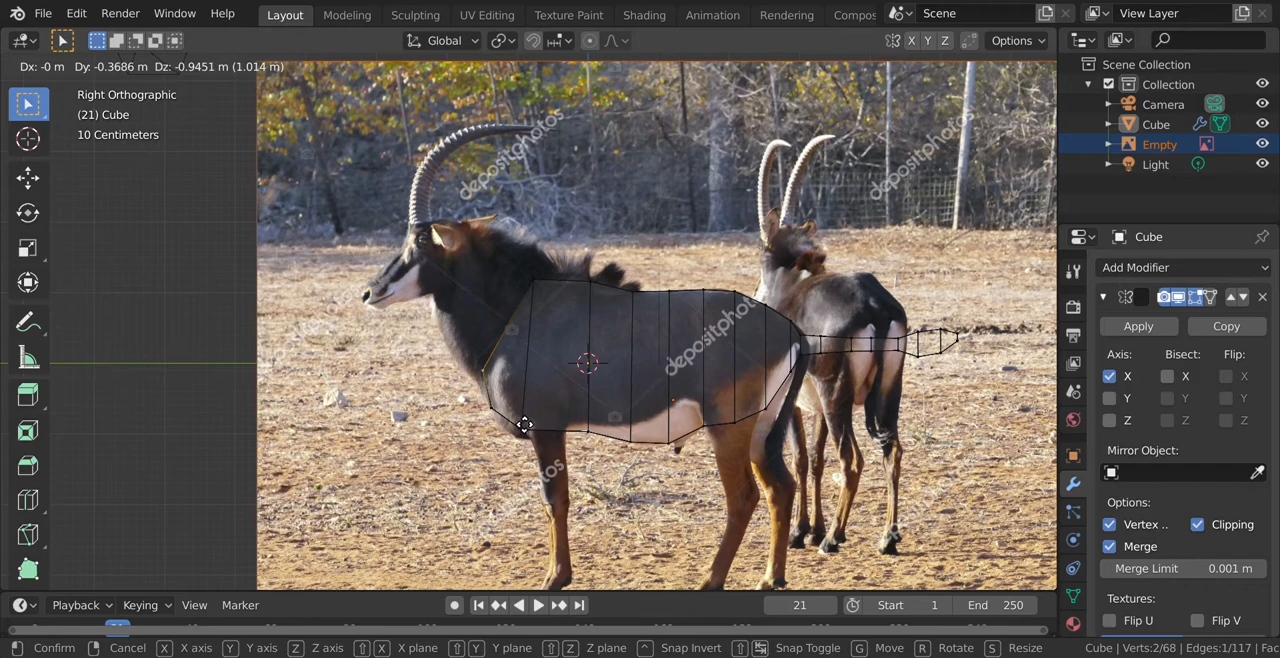 File Edit Render Window Help Layout Modeling Sculpting UV Editing Texture Paint Shading Animation Rendering Compos Scene View Layer
Global X Y Z Options
Dx: -0 m Dy: -0.3686 m Dz: -0.9451 m (1.014 m)
Right Orthographic
(21) Cube
10 Centimeters
depositphotos
depositphotos
depositphotos
depositphotos
depositphotos
Scene Collection
Collection
Camera
Cube
Empty
Light
Cube
Add Modifier
Apply Copy
Axis: Bisect: Flip:
X X X
Y Y Y
Z Z Z
Mirror Object:
Options:
Vertex .. Clipping
Merge
Merge Limit 0.001 m
Textures:
Flip U Flip V
Playback Keying View Marker 21 Start 1 End 250
Confirm Cancel X X axis Y Y axis Z Z axis X X plane Y Y plane Z Z plane ^ Snap Invert Snap Toggle G Move R Rotate S Resize Cube | Verts:2/68 | Edges:1/117 | Fac